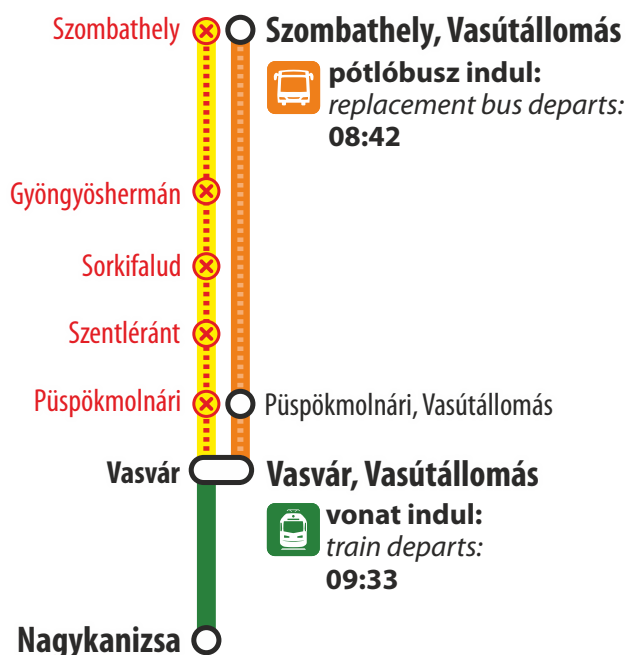 Szombathely
Szombathely, Vasútállomás
pótlóbusz indul:
replacement bus departs:
08:42
Gyöngyöshermán
Sorkifalud
Szentléránt
Püspökmolnári
Püspökmolnári, Vasútállomás
Vasvár
Vasvár, Vasútállomás
vonat indul:
train departs:
09:33
Nagykanizsa